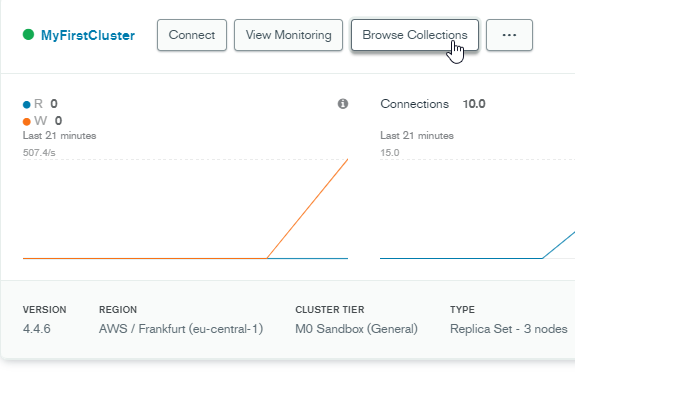 MyFirstCluster Connect View Monitoring Browse Collections ...
R 0
W 0
Last 21 minutes
507.4/s
Connections 10.0
Last 21 minutes
15.0
VERSION REGION CLUSTER TIER TYPE
4.4.6 AWS / Frankfurt (eu-central-1) M0 Sandbox (General) Replica Set - 3 nodes